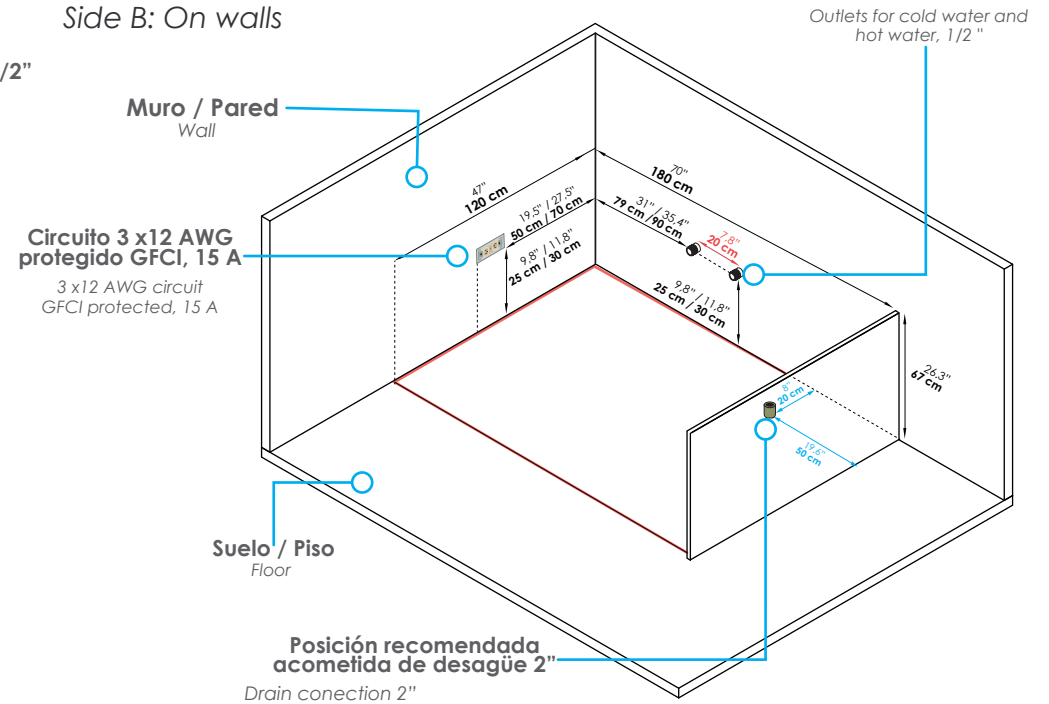 Side B: On walls
Outlets for cold water and
hot water, 1/2 "
/2”
Muro / Pared
Wall
47"
120 cm
70"
180 cm
19.5" / 27.5"
50 cm / 70 cm
31" / 35.4"
79 cm / 90 cm
7.8"
20 cm
Circuito 3 x12 AWG
protegido GFCI, 15 A
3 x12 AWG circuit
GFCI protected, 15 A
9.8" / 11.8"
25 cm / 30 cm
9.8" / 11.8"
25 cm / 30 cm
26.3"
67 cm
8"
20 cm
19.6"
50 cm
Suelo / Piso
Floor
Posición recomendada
acometida de desagüe 2”
Drain conection 2”